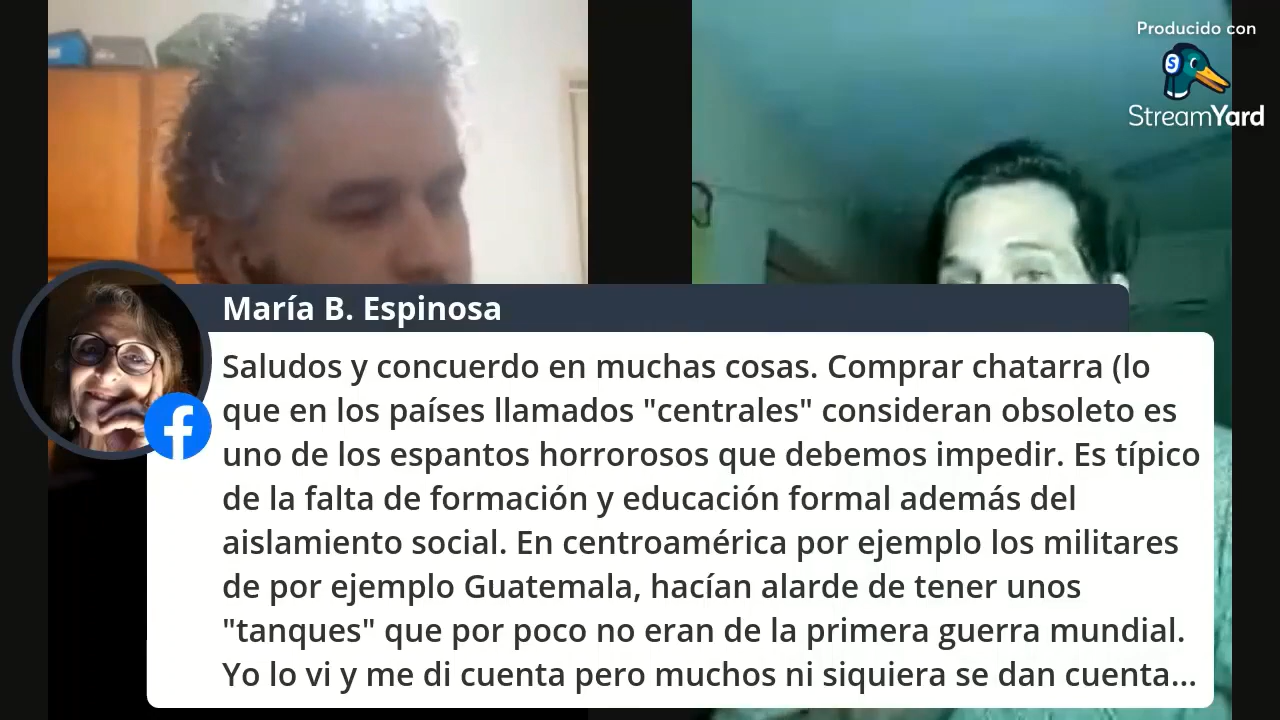 Producido con
StreamYard
María B. Espinosa
Saludos y concuerdo en muchas cosas. Comprar chatarra (lo
que en los países llamados "centrales" consideran obsoleto es
uno de los espantos horrorosos que debemos impedir. Es típico
de la falta de formación y educación formal además del
aislamiento social. En centroamérica por ejemplo los militares
de por ejemplo Guatemala, hacían alarde de tener unos
"tanques" que por poco no eran de la primera guerra mundial.
Yo lo vi y me di cuenta pero muchos ni siquiera se dan cuenta...